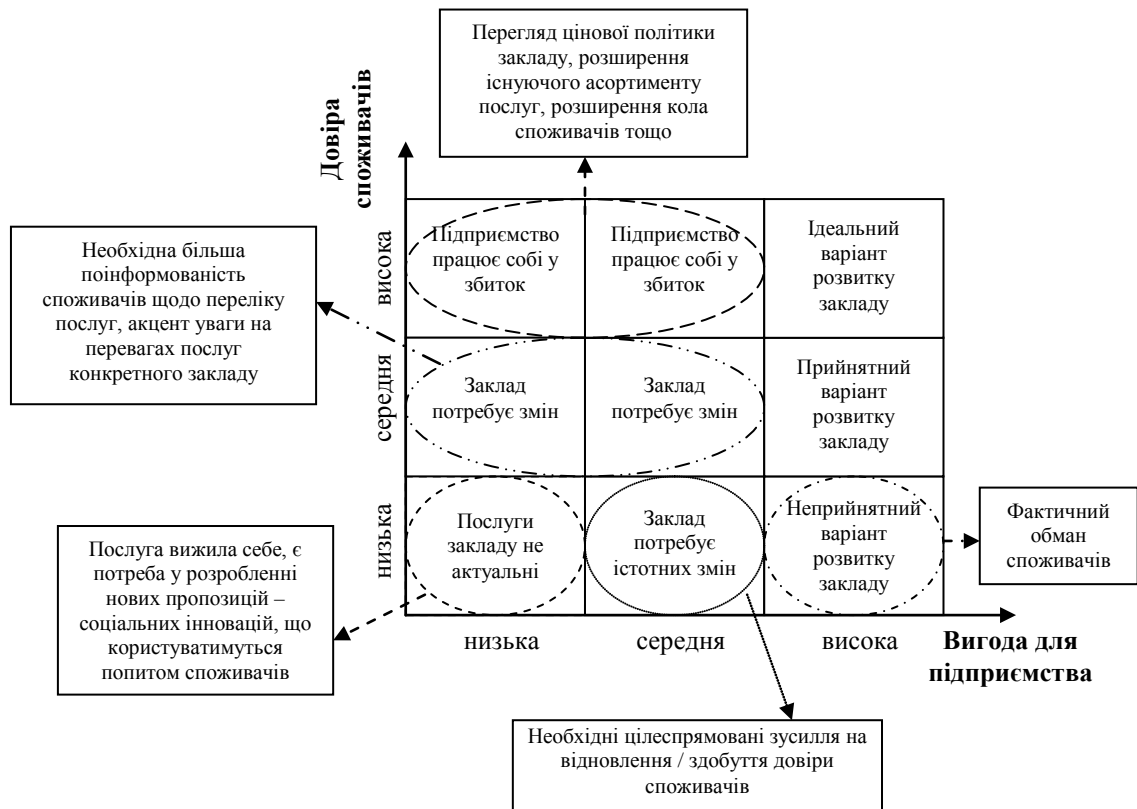 Перегляд цінової політики
закладу, розширення
існуючого асортименту
послуг, розширення кола
споживачів тощо
Довіра
споживачів
Необхідна більша
поінформованість
споживачів щодо переліку
послуг, акцент уваги на
перевагах послуг
конкретного закладу
висока
Підприємство
працює собі у
збиток
Підприємство
працює собі у
збиток
Ідеальний
варіант
розвитку
закладу
середня
Заклад
потребує змін
Заклад
потребує змін
Прийнятний
варіант
розвитку
закладу
низька
Послуги
закладу не
актуальні
Заклад
потребує
істотних змін
Неприйнятний
варіант
розвитку
закладу
Фактичний
обман
споживачів
Послуга вижила себе, є
потреба у розробленні
нових пропозицій –
соціальних інновацій, що
користуватимуться
попитом споживачів
низька
середня
висока
Вигода для
підприємства
Необхідні цілеспрямовані зусилля на
відновлення / здобуття довіри
споживачів